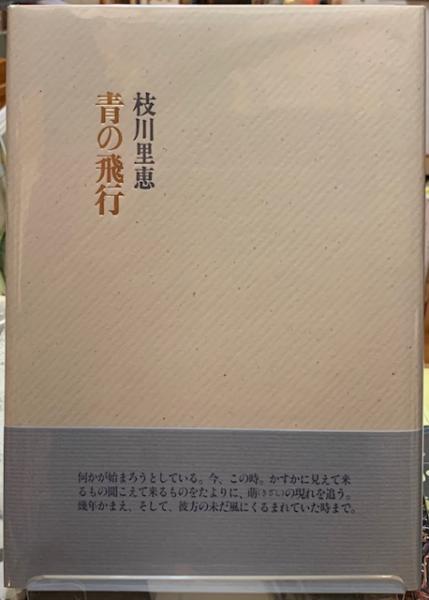 枝川里恵
青の飛行
何かが始まろうとしている。今、この時。かすかに見えて来
るもの聞こえて来るものをたよりに、萠(きざし)の現れを追う。
幾年かまえ、そして、彼方の未だ風にくるまれていた時まで。